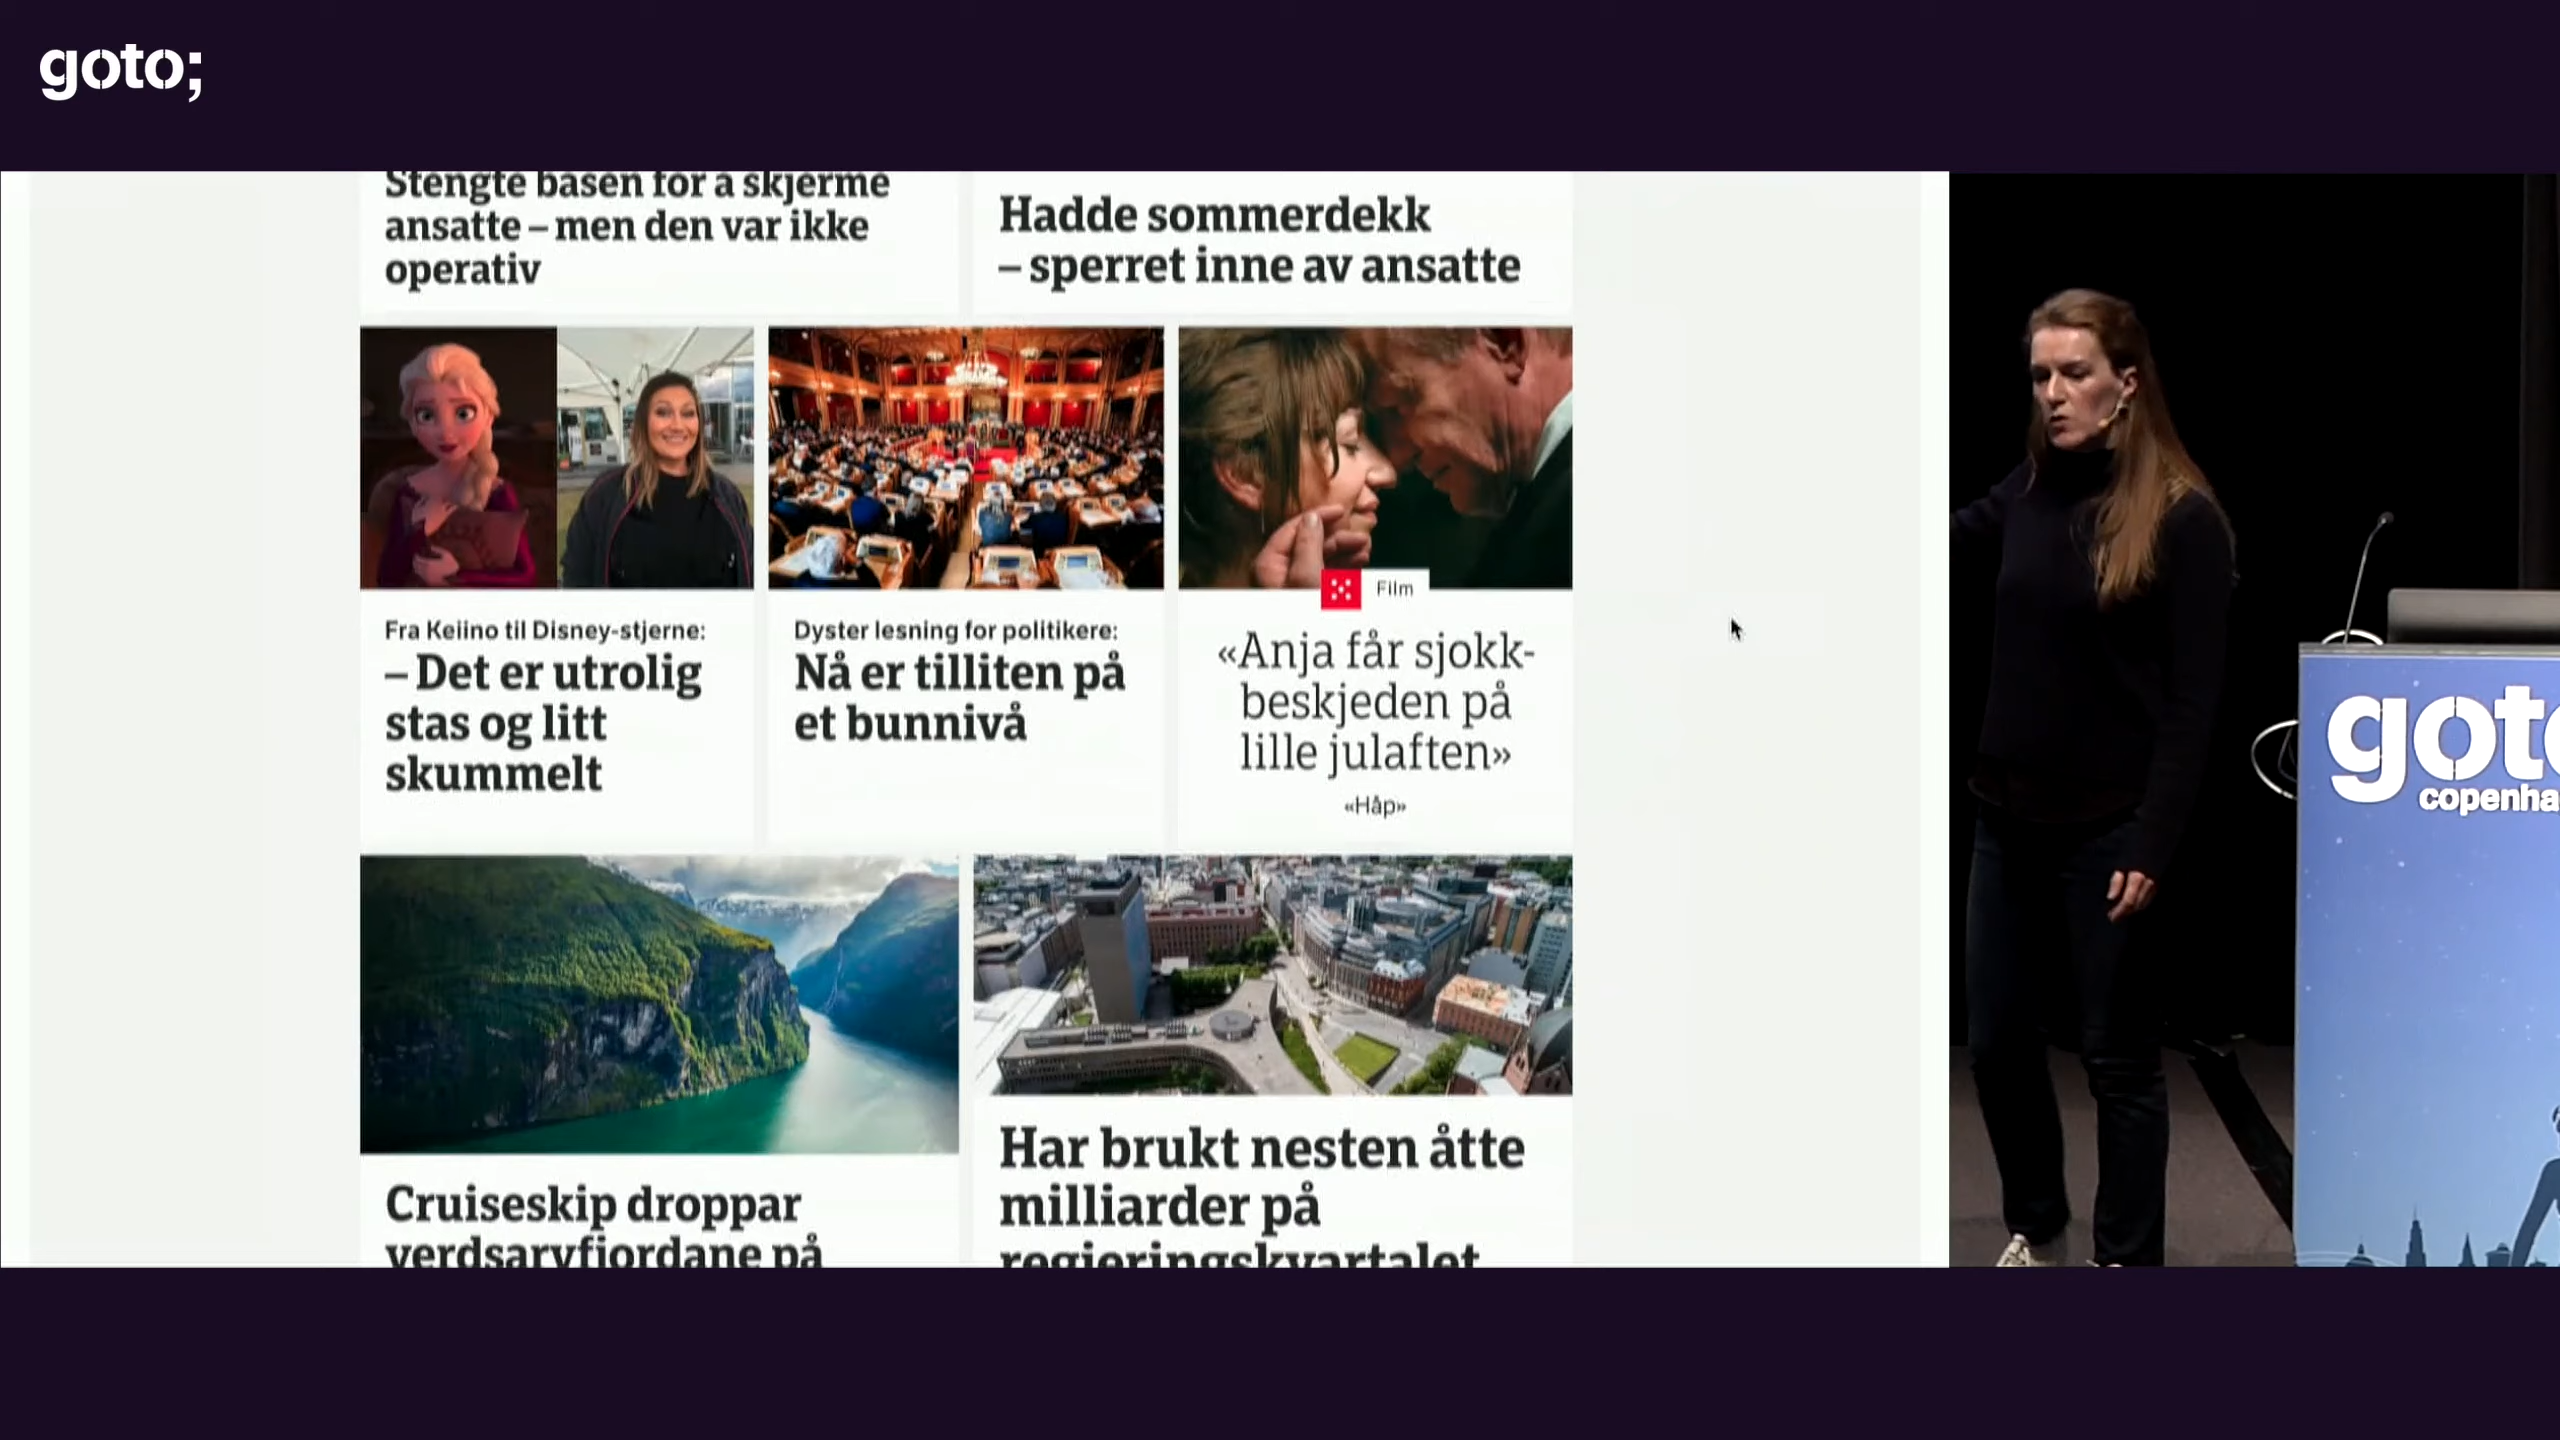 goto;
Stengte basen for å skjerme
ansatte – men den var ikke
operativ
Hadde sommerdekk
– sperret inne av ansatte
Fra Keiino til Disney-stjerne:
– Det er utrolig
stas og litt
skummelt
Dyster lesning for politikere:
Nå er tilliten på
et bunnivå
Film
«Anja får sjokk-
beskjeden på
lille julaften»
«Håp»
Cruiseskip droppar
verdsarvfjordane på
Har brukt nesten åtte
milliarder på
regjeringskvartalet
goto
copenha